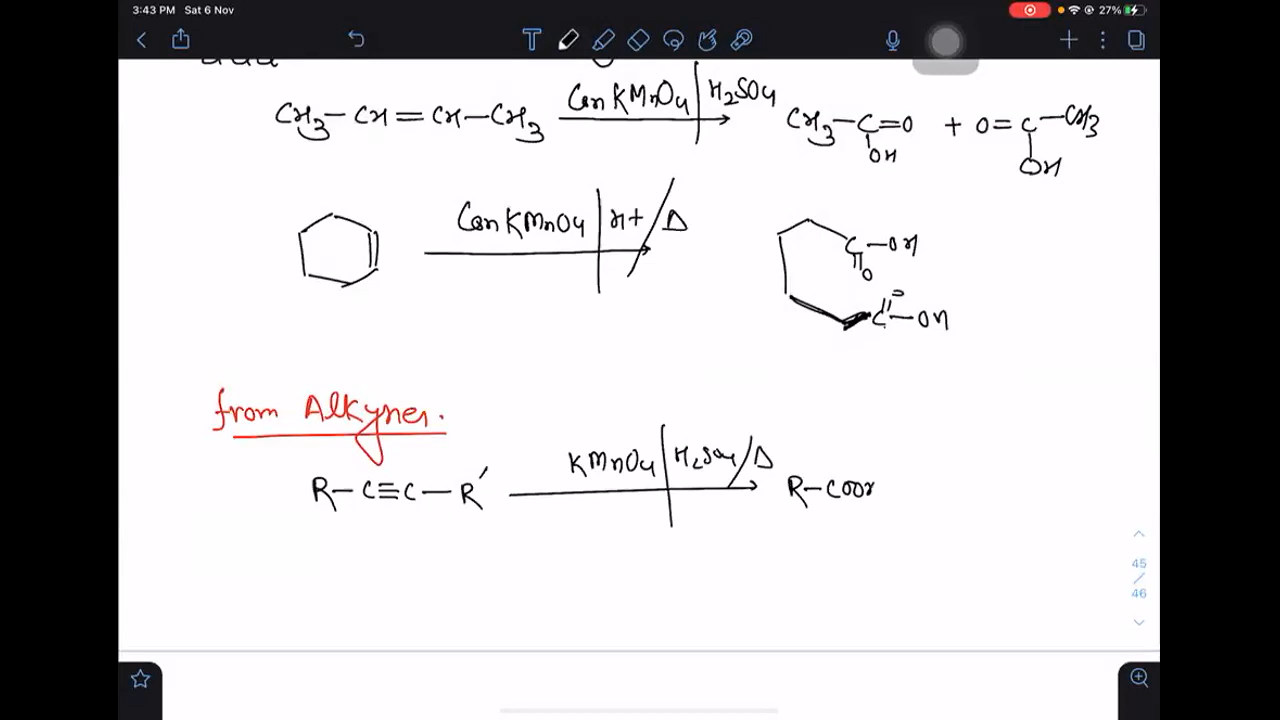 3:43 PM Sat 6 Nov 27%
T
CH3-CH=CH-CH3 Con KMnO4 | H2SO4 CH3-C=O + O=C-CH3
OH OH
Con KMnO4 | H+ / Δ C-OH
O
O
C-OH
from Alkynes.
R-C≡C-R' KMnO4 | H2SO4/Δ R-COO
45
/
46